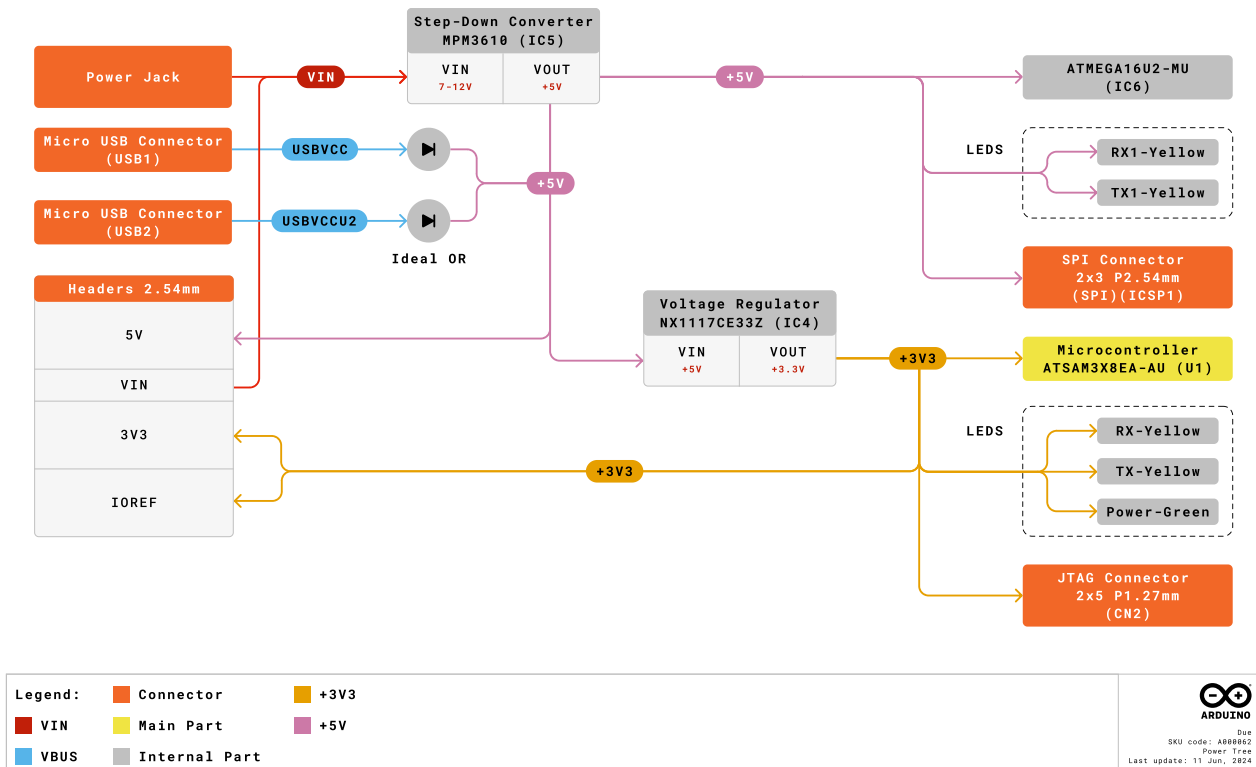 Step-Down Converter
MPM3610 (IC5)
VIN
7-12V
VOUT
+5V
Power Jack
VIN
+5V
ATMEGA16U2-MU
(IC6)
Micro USB Connector
(USB1)
USBVCC
LEDS
RX1-Yellow
TX1-Yellow
+5V
Micro USB Connector
(USB2)
USBVCCU2
Ideal OR
SPI Connector
2x3 P2.54mm
(SPI)(ICSP1)
Headers 2.54mm
5V
VIN
3V3
IOREF
Voltage Regulator
NX1117CE33Z (IC4)
VIN
+5V
VOUT
+3.3V
+3V3
Microcontroller
ATSAM3X8EA-AU (U1)
LEDS
RX-Yellow
TX-Yellow
Power-Green
+3V3
JTAG Connector
2x5 P1.27mm
(CN2)
Legend:
Connector
+3V3
VIN
Main Part
+5V
VBUS
Internal Part
ARDUINO
Due
SKU code: A000062
Power Tree
Last update: 11 Jun, 2024